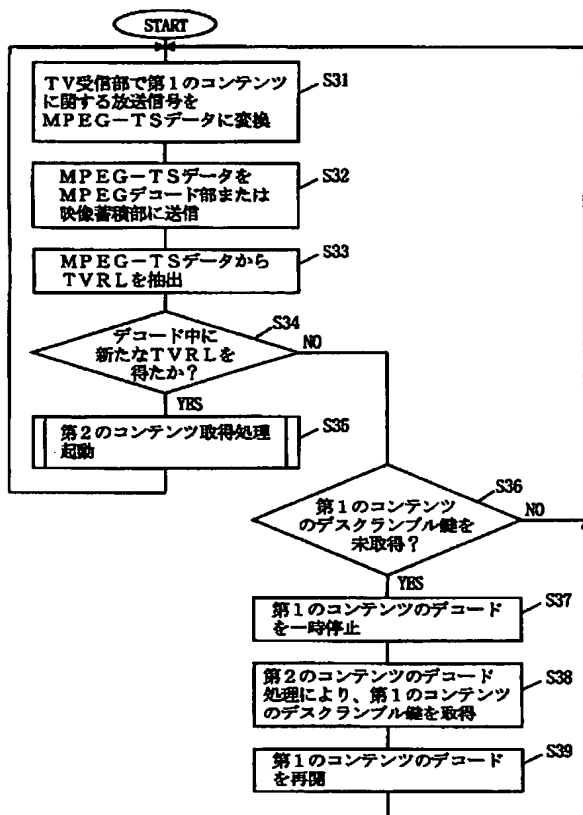 START
TV受信部で第1のコンテンツ
に関する放送信号を
MPEG-TSデータに変換
S31
MPEG-TSデータを
MPEGデコード部または
映像蓄積部に送信
S32
MPEG-TSデータから
TVRLを抽出
S33
デコード中に
新たなTVRLを
得たか?
S34
NO
YES
第2のコンテンツ取得処理
起動
S35
第1のコンテンツ
のデスクランブル鍵を
未取得?
S36
NO
YES
第1のコンテンツのデコード
を一時停止
S37
第2のコンテンツのデコード
処理により、第1のコンテンツ
のデスクランブル鍵を取得
S38
第1のコンテンツのデコード
を再開
S39